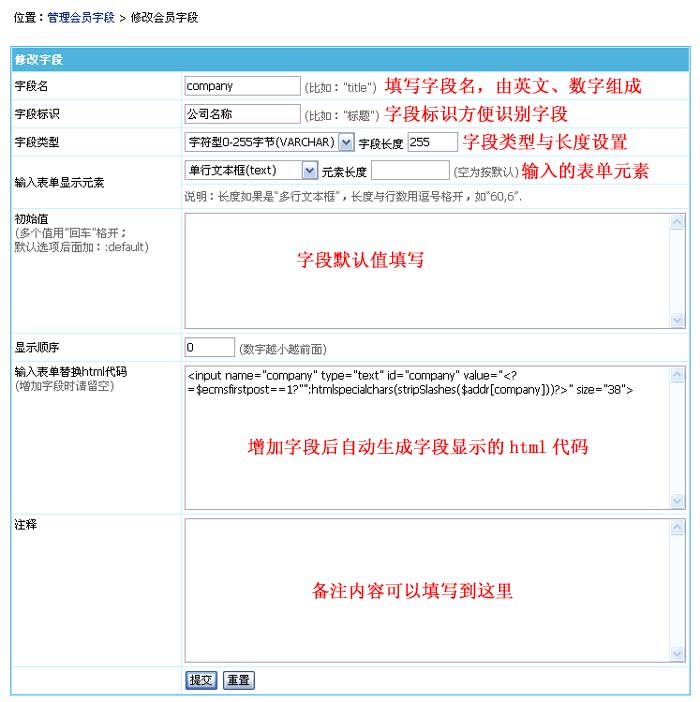 位置：管理会员字段 > 修改会员字段
修改字段
字段名 company (比如："title") 填写字段名，由英文、数字组成
字段标识 公司名称 (比如："标题") 字段标识方便识别字段
字段类型 字符型0-255字节(VARCHAR) 字段长度 255 字段类型与长度设置
输入表单显示元素 单行文本框(text) 元素长度 (空为按默认) 输入的表单元素
说明：长度如果是"多行文本框"，长度与行数用逗号格开，如"60,6".
初始值
(多个值用"回车"格开；
默认选项后面加：:default)
字段默认值填写
显示顺序 0 (数字越小越前面)
输入表单替换html代码
(增加字段时请留空)
<input name="company" type="text" id="company" value="<?
=$ecmsfirstpost==1?"":htmlspecialchars(stripSlashes($addr[company]))?>" size="38">
增加字段后自动生成字段显示的 html 代码
注释
备注内容可以填写到这里
提交 重置